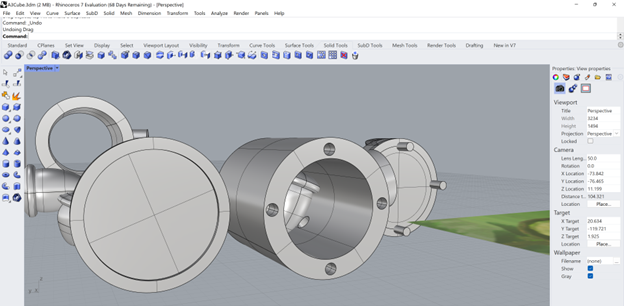 A3Cube.3dm (2 MB) - Rhinoceros 7 Evaluation (68 Days Remaining) - [Perspective]
File Edit View Curve Surface SubD Solid Mesh Dimension Transform Tools Analyze Render Panels Help
Command: _Undo
Undoing Drag
Command:
Standard CPlanes Set View Display Select Viewport Layout Visibility Transform Curve Tools Surface Tools Solid Tools SubD Tools Mesh Tools Render Tools Drafting New in V7
Perspective
Properties: View properties
Viewport
Title Perspective
Width 3234
Height 1494
Projection Perspective
Locked
Camera
Lens Leng... 50.0
Rotation 0.0
X Location -73.842
Y Location -76.465
Z Location 11.199
Distance t... 104.321
Location Place...
Target
X Target 20.634
Y Target -119.721
Z Target 1.925
Location Place...
Wallpaper
Filename (none) ...
Show
Gray